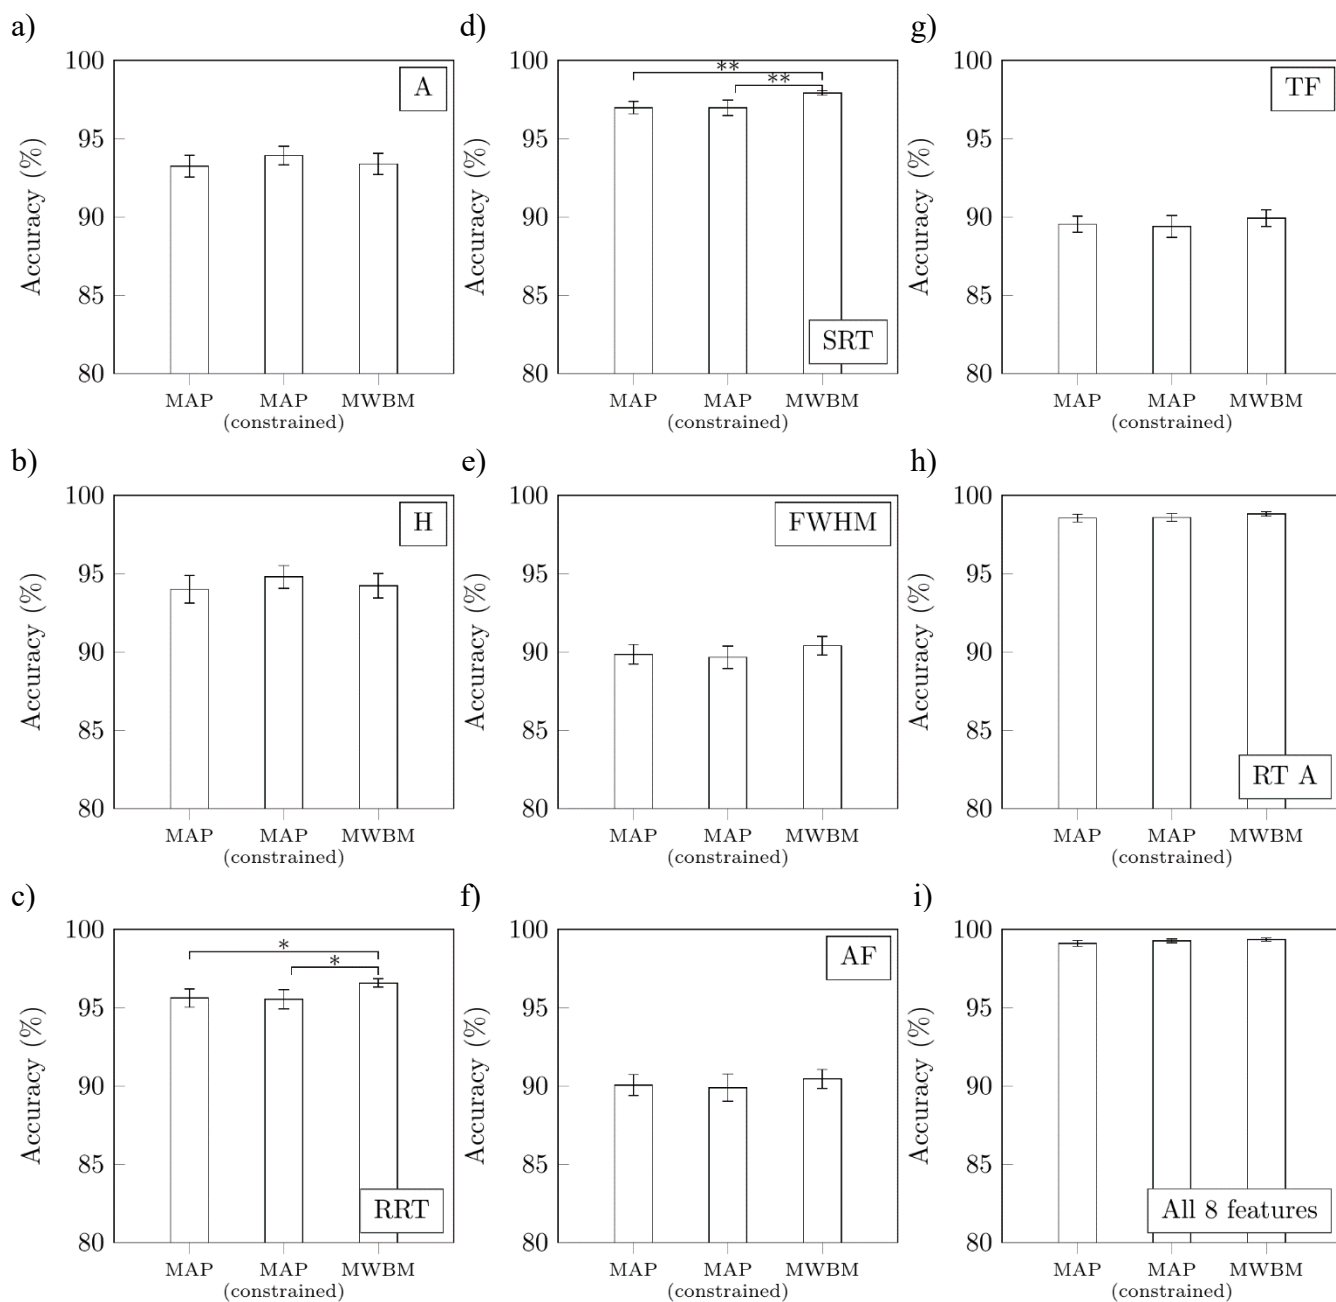 a)
100
95
90
85
80
Accuracy (%)
A
MAP
MAP
(constrained)
MWBM
b)
100
95
90
85
80
Accuracy (%)
H
MAP
MAP
(constrained)
MWBM
c)
100
95
90
85
80
Accuracy (%)
*
*
RRT
MAP
MAP
(constrained)
MWBM
d)
100
95
90
85
80
Accuracy (%)
**
**
SRT
MAP
MAP
(constrained)
MWBM
e)
100
95
90
85
80
Accuracy (%)
FWHM
MAP
MAP
(constrained)
MWBM
f)
100
95
90
85
80
Accuracy (%)
AF
MAP
MAP
(constrained)
MWBM
g)
100
95
90
85
80
Accuracy (%)
TF
MAP
MAP
(constrained)
MWBM
h)
100
95
90
85
80
Accuracy (%)
RT A
MAP
MAP
(constrained)
MWBM
i)
100
95
90
85
80
Accuracy (%)
All 8 features
MAP
MAP
(constrained)
MWBM